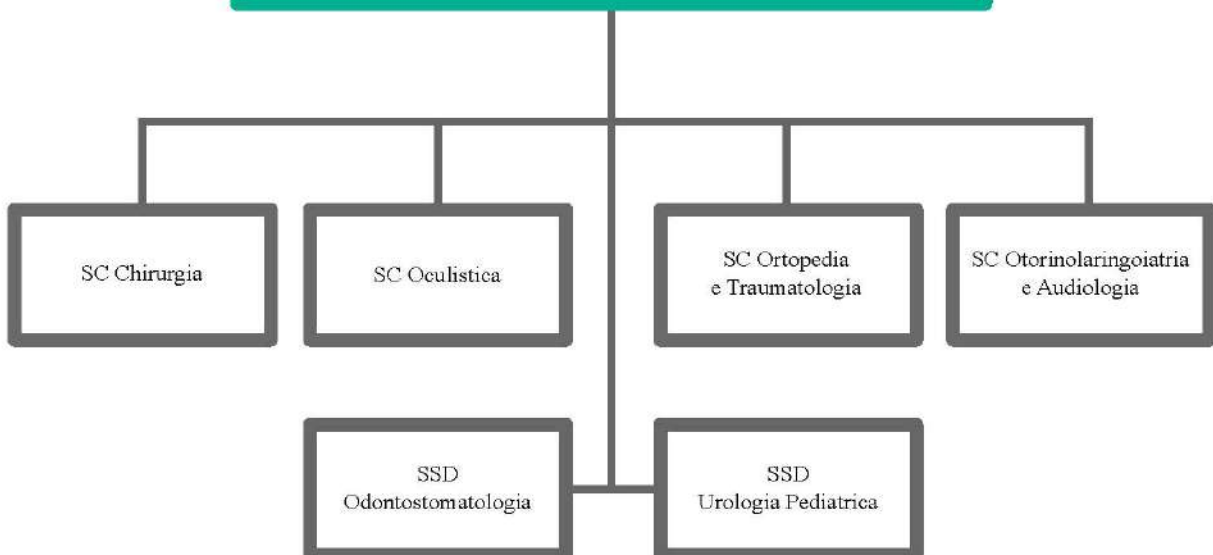 SC Chirurgia
SC Oculistica
SC Ortopedia
e Traumatologia
SC Otorinolaringoiatria
e Audiologia
SSD
Odontostomatologia
SSD
Urologia Pediatrica